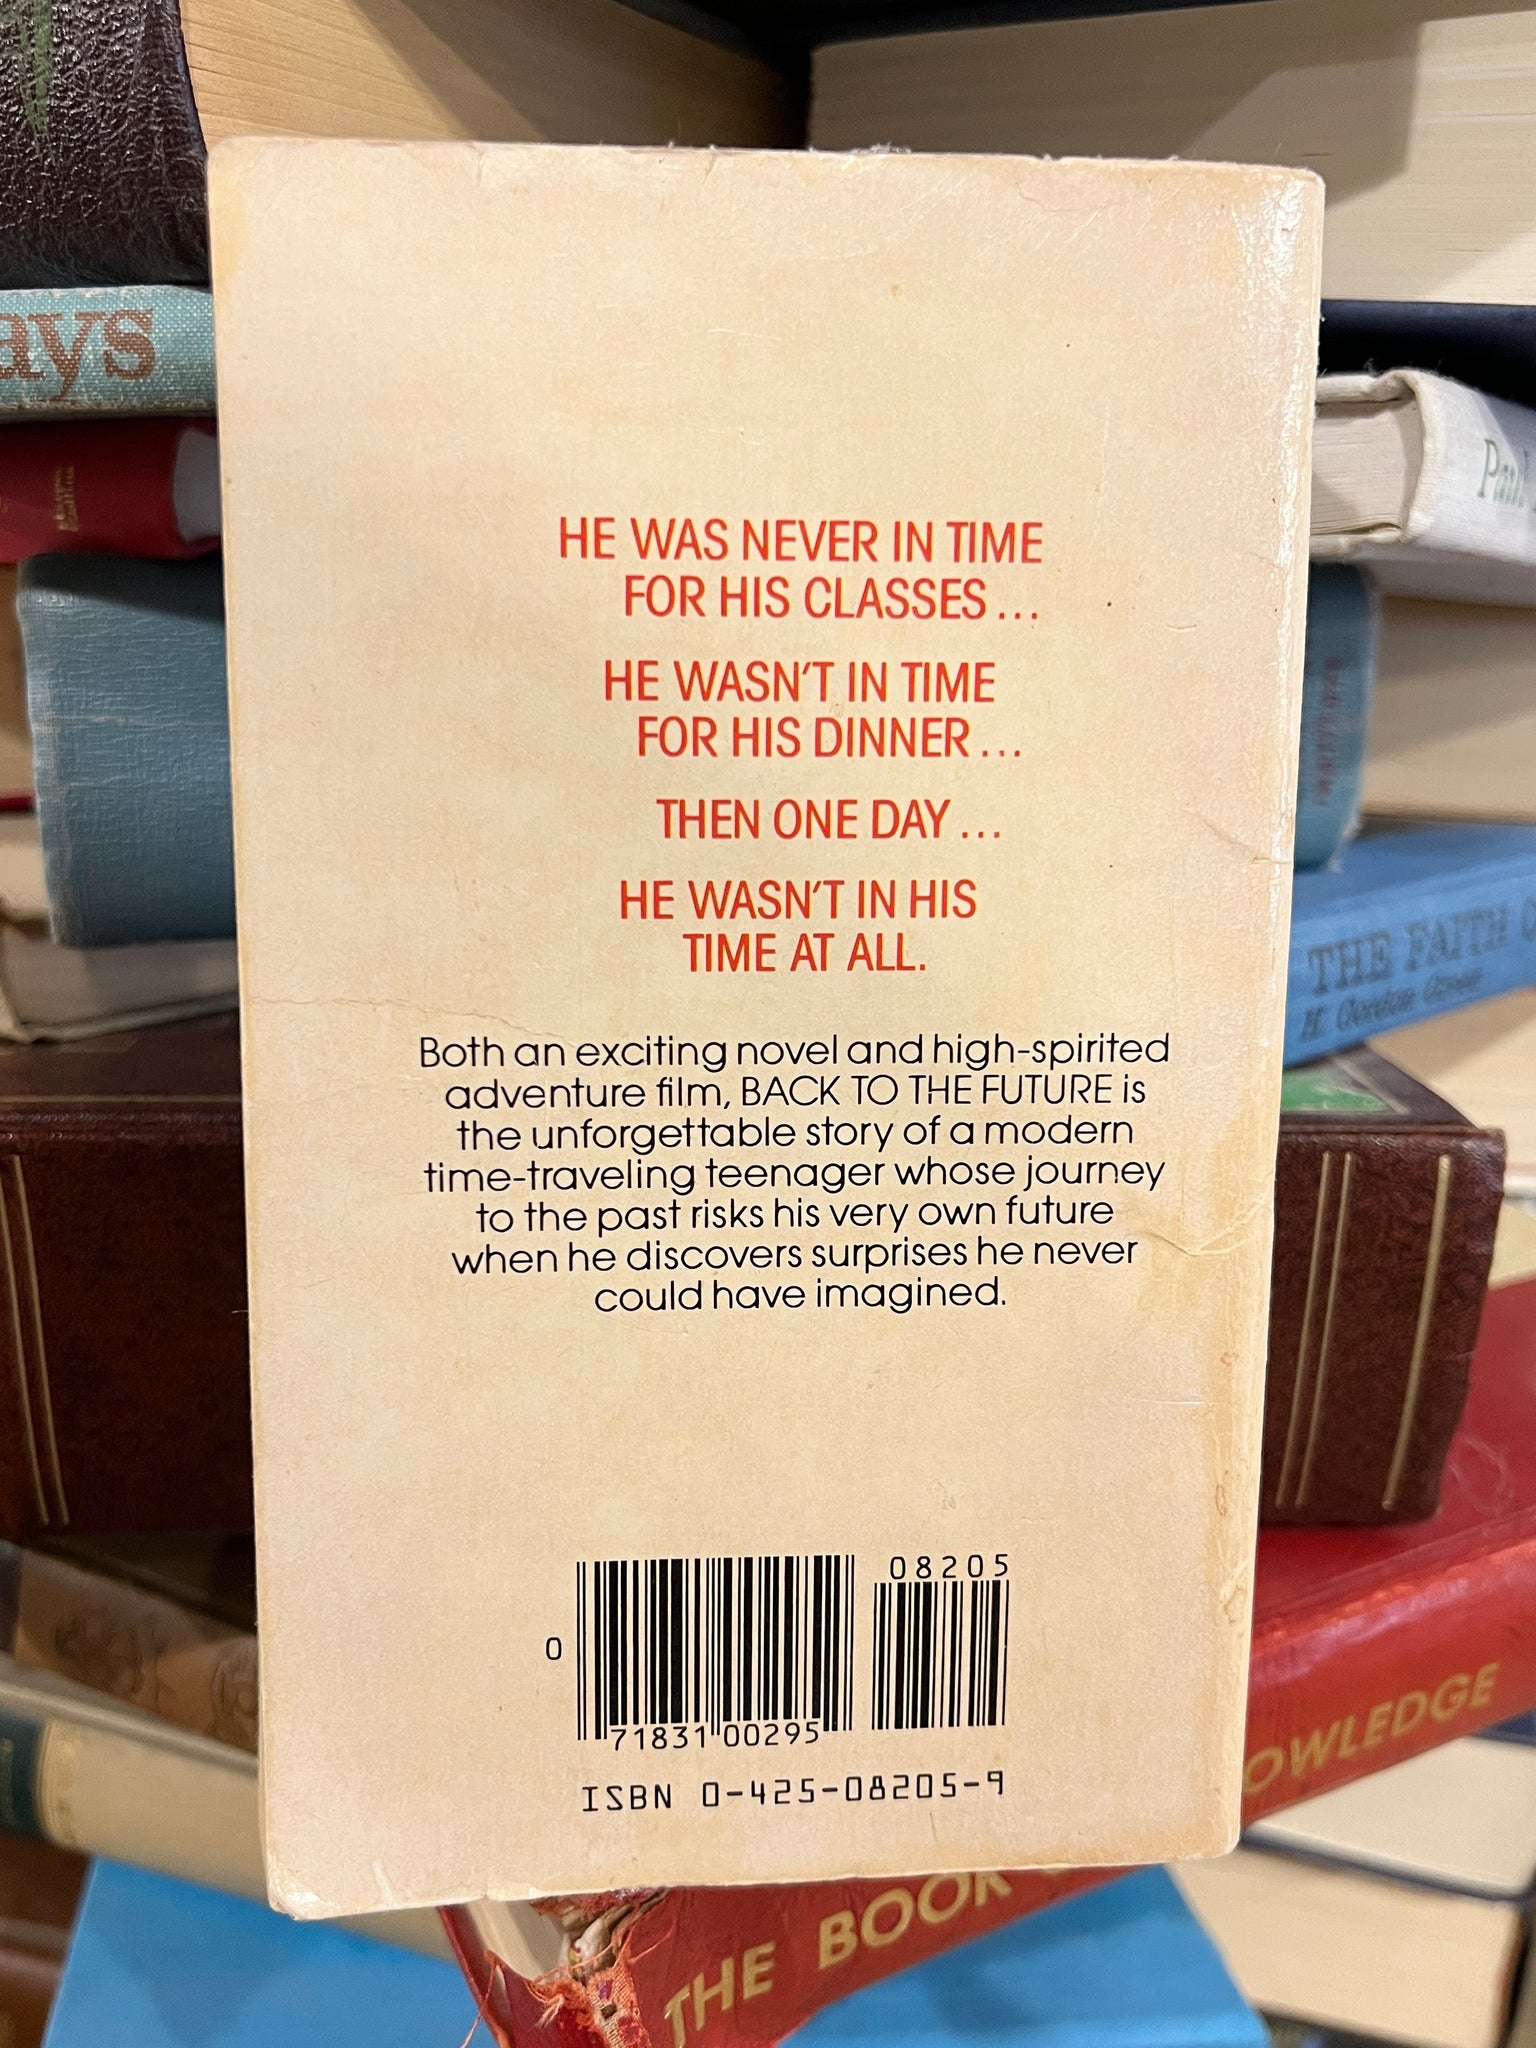 ays
HE WAS NEVER IN TIME
FOR HIS CLASSES...
HE WASN'T IN TIME
FOR HIS DINNER...
THEN ONE DAY...
HE WASN'T IN HIS
TIME AT ALL.
Both an exciting novel and high-spirited
adventure film, BACK TO THE FUTURE is
the unforgettable story of a modern
time-traveling teenager whose journey
to the past risks his very own future
when he discovers surprises he never
could have imagined.
08205
0
71831 00295
ISBN 0-425-08205-9
THE FAITH
H. Gordon
OWLEDGE
THE BOOK